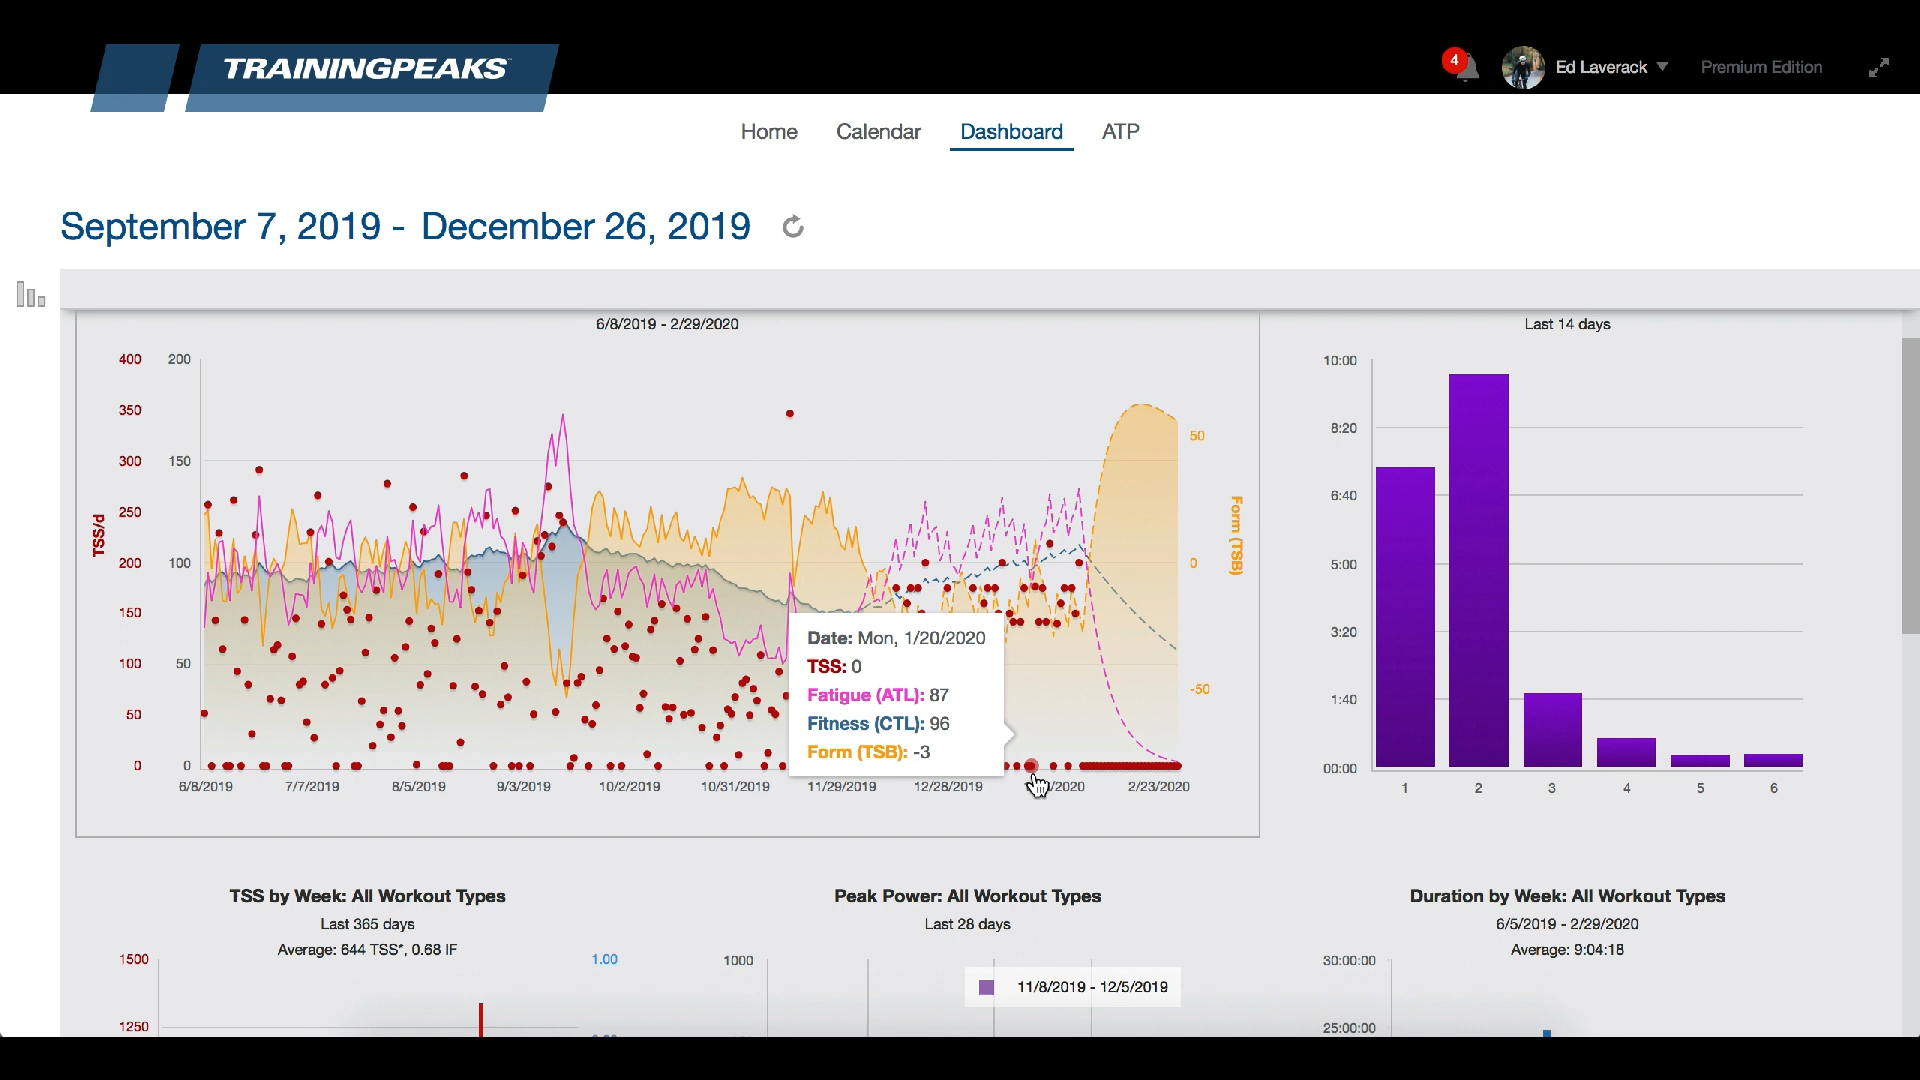 TRAININGPEAKS
4
Ed Laverack
Premium Edition
Home
Calendar
Dashboard
ATP
September 7, 2019 - December 26, 2019
6/8/2019 - 2/29/2020
400
350
300
250
200
150
100
50
0
TSS/d
200
150
100
50
0
50
0
-50
Form (TSB)
Date: Mon, 1/20/2020
TSS: 0
Fatigue (ATL): 87
Fitness (CTL): 96
Form (TSB): -3
6/8/2019
7/7/2019
8/5/2019
9/3/2019
10/2/2019
10/31/2019
11/29/2019
12/28/2019
/2020
2/23/2020
Last 14 days
10:00
8:20
6:40
5:00
3:20
1:40
00:00
1
2
3
4
5
6
TSS by Week: All Workout Types
Last 365 days
Average: 644 TSS*, 0.68 IF
1500
1250
1.00
Peak Power: All Workout Types
Last 28 days
1000
11/8/2019 - 12/5/2019
Duration by Week: All Workout Types
6/5/2019 - 2/29/2020
Average: 9:04:18
30:00:00
25:00:00